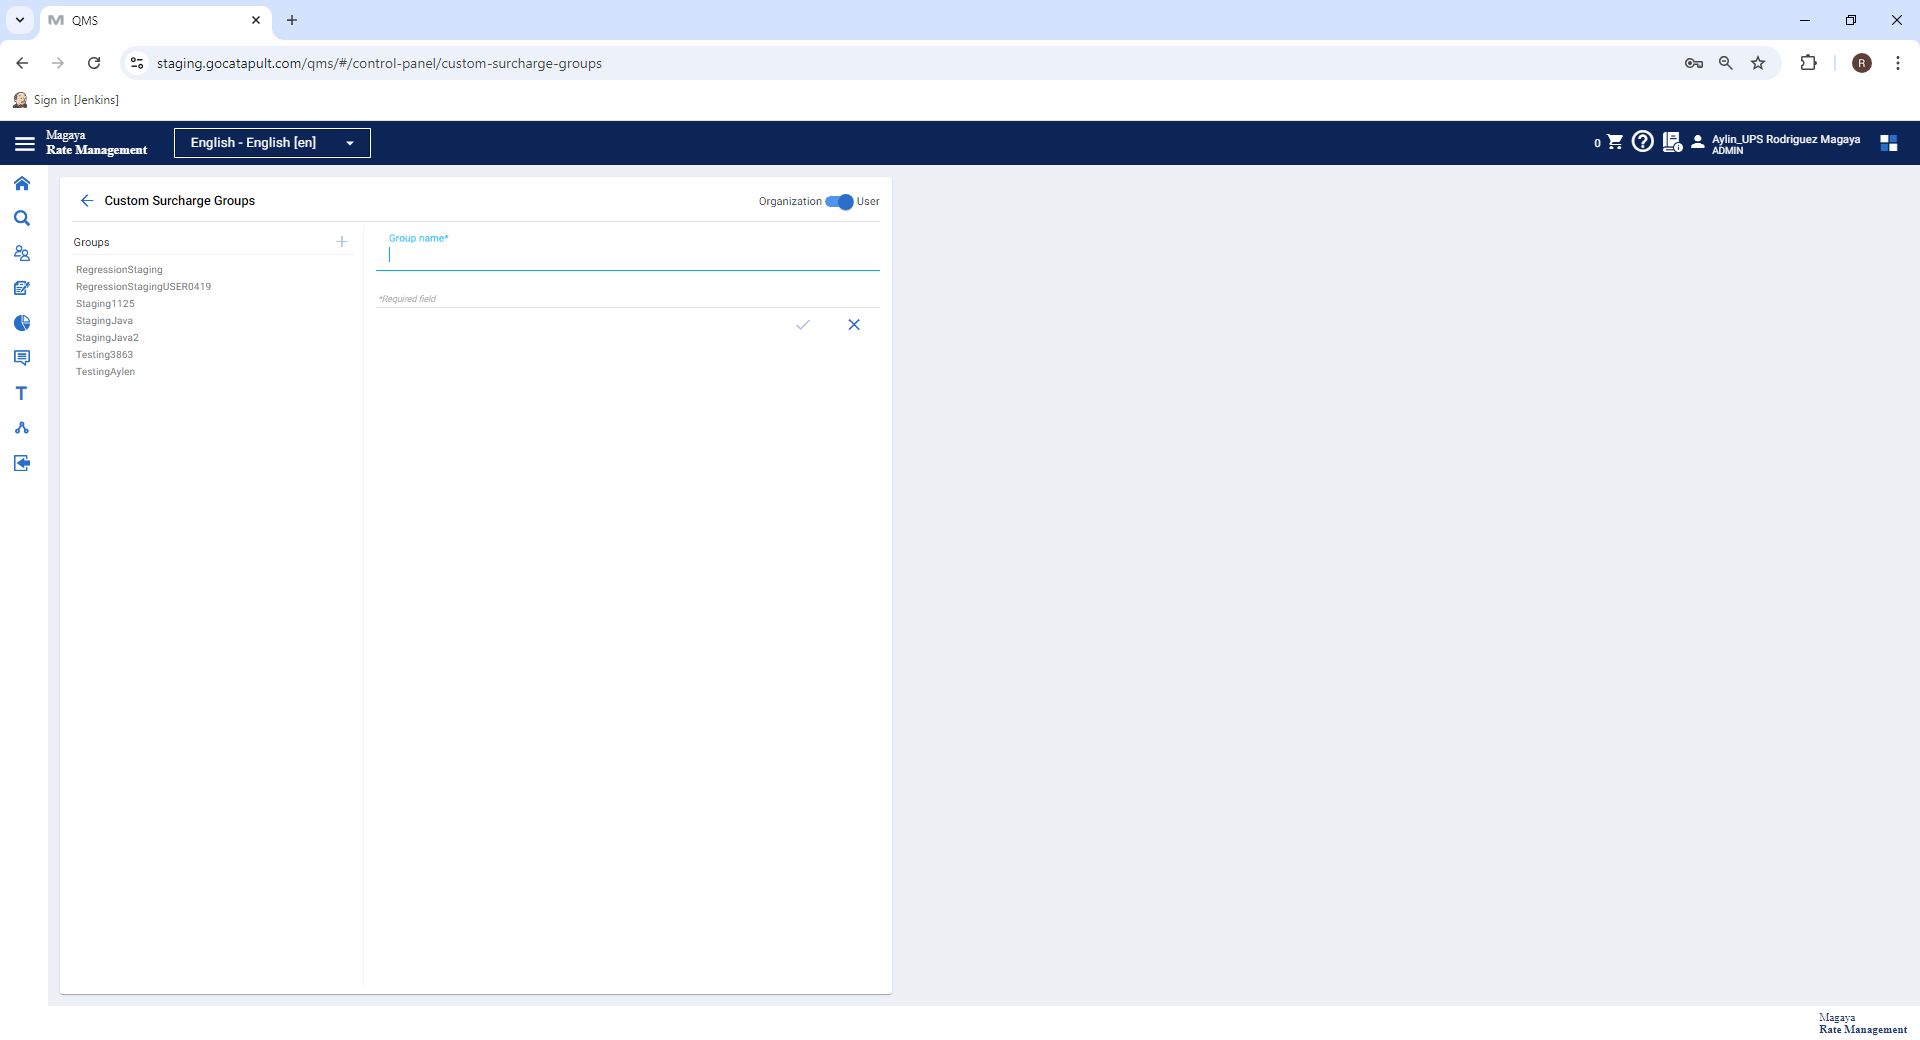 QMS
staging.gocatapult.com/qms/#/control-panel/custom-surcharge-groups
R
Sign in [Jenkins]
Magaya
Rate Management
English - English [en]
0
Aylin_UPS Rodriguez Magaya
ADMIN
Custom Surcharge Groups
Organization
User
Groups
Group name*
RegressionStaging
RegressionStagingUSER0419
Staging1125
StagingJava
StagingJava2
Testing3863
TestingAylen
*Required field
Magaya
Rate Management